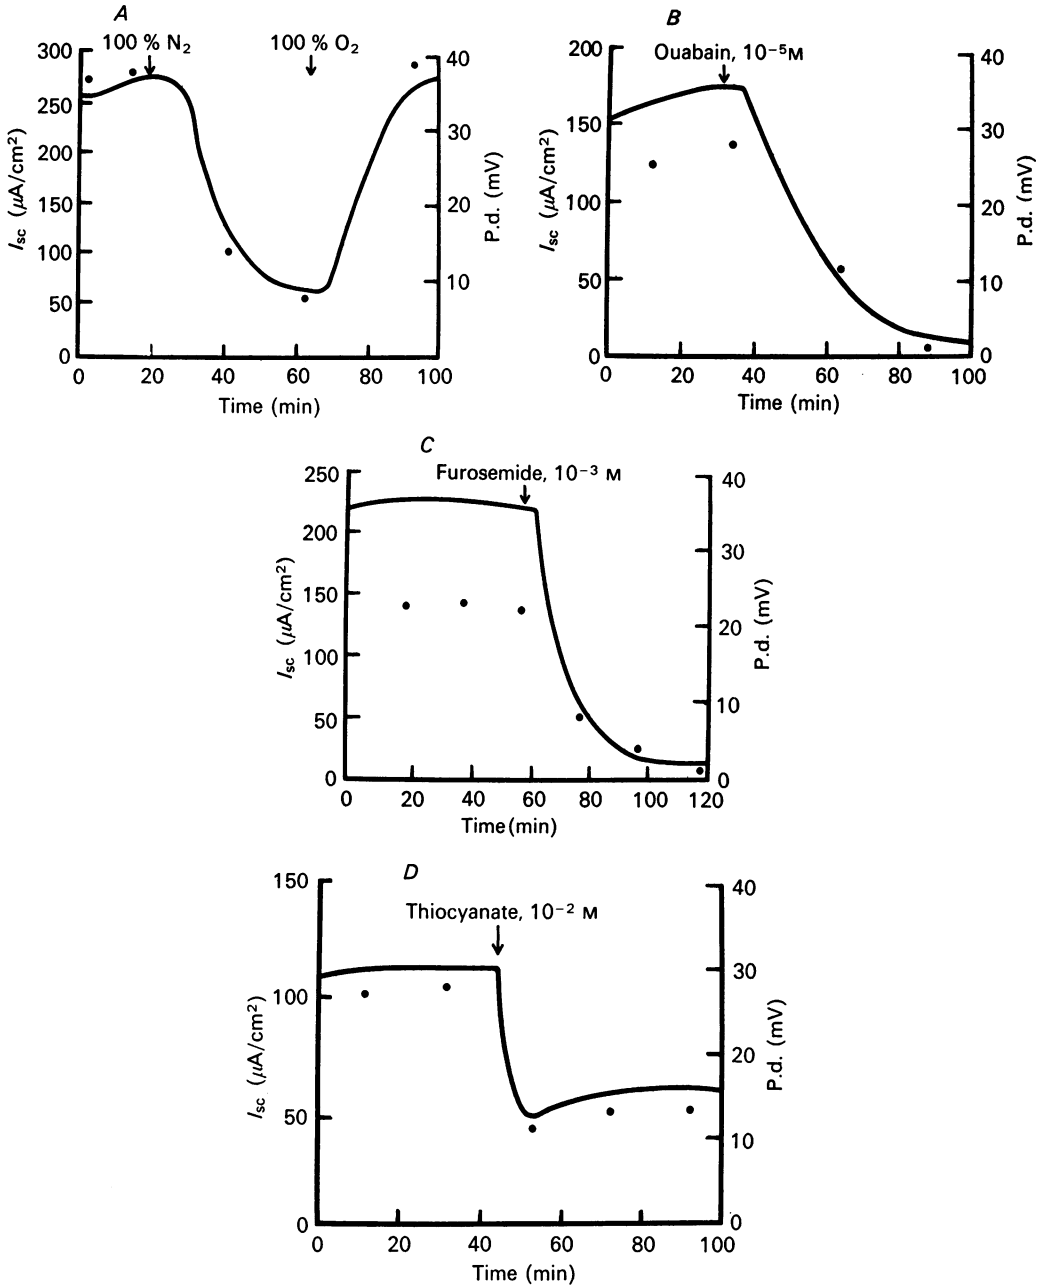 A
100 % N₂
100 % O₂
300
250
200
150
100
50
0
Isc (μA/cm²)
40
30
20
10
P.d. (mV)
0 20 40 60 80 100
Time (min)
B
Ouabain, 10⁻⁵M
200
150
100
50
0
Isc (μA/cm²)
40
30
20
10
0
P.d. (mV)
0 20 40 60 80 100
Time (min)
C
Furosemide, 10⁻³ M
250
200
150
100
50
0
Isc (μA/cm²)
40
30
20
10
0
P.d. (mV)
0 20 40 60 80 100 120
Time (min)
D
Thiocyanate, 10⁻² M
150
100
50
0
Isc (μA/cm²)
40
30
20
10
0
P.d. (mV)
0 20 40 60 80 100
Time (min)